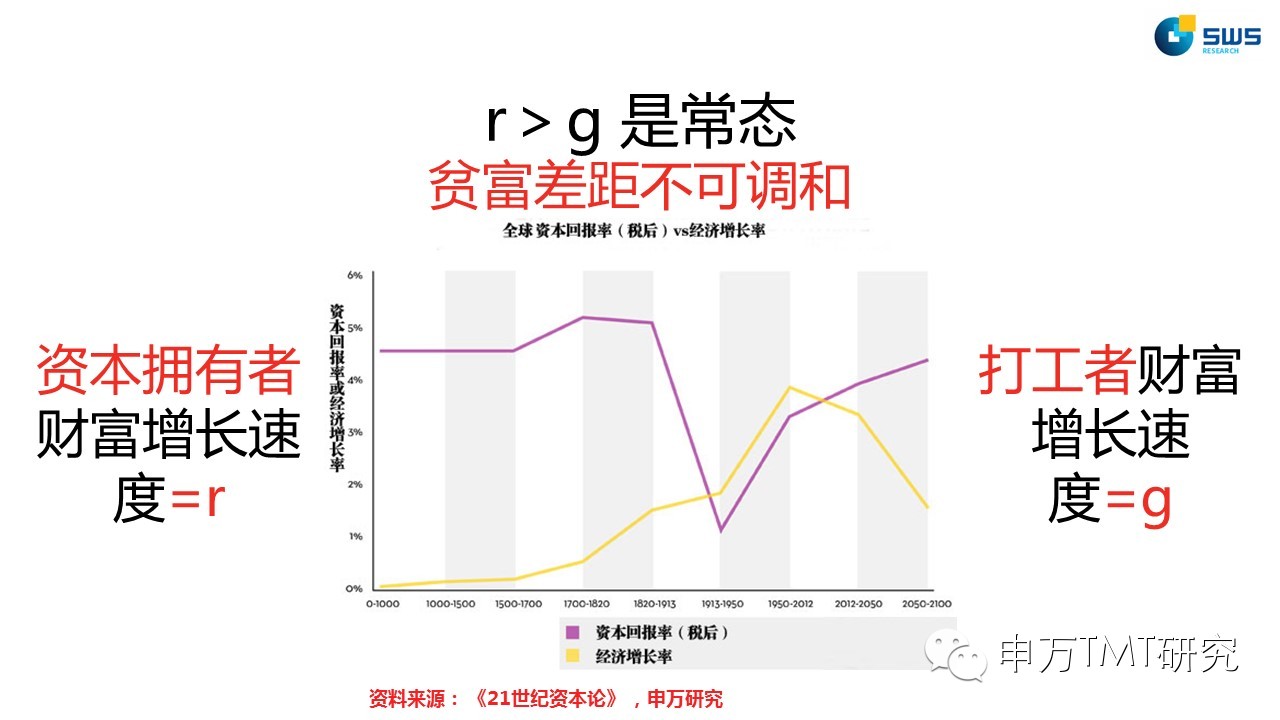 SWS
RESEARCH
r > g 是常态
贫富差距不可调和
全球资本回报率（税后）vs经济增长率
资本拥有者
财富增长速
度=r
资本回报率或经济增长率
6%
5%
4%
3%
2%
1%
0%
0-1000 1000-1500 1500-1700 1700-1820 1820-1913 1913-1950 1950-2012 2012-2050 2050-2100
打工者财富
增长速
度=g
资本回报率（税后）
经济增长率
申万TMT研究
资料来源：《21世纪资本论》，申万研究